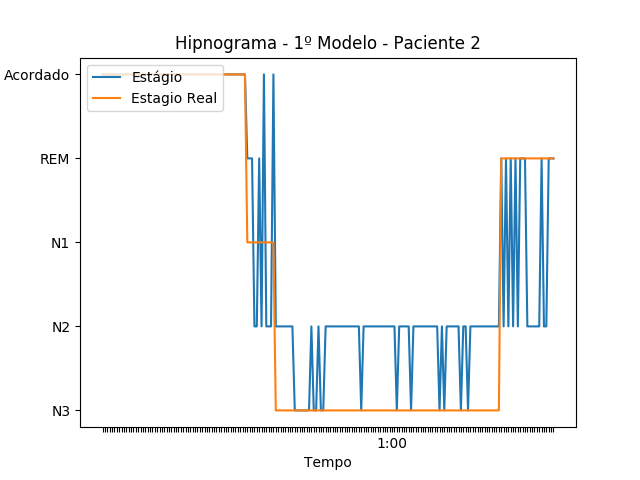 Hipnograma - 1º Modelo - Paciente 2
Acordado
REM
N1
N2
N3
Estágio
Estagio Real
1:00
Tempo